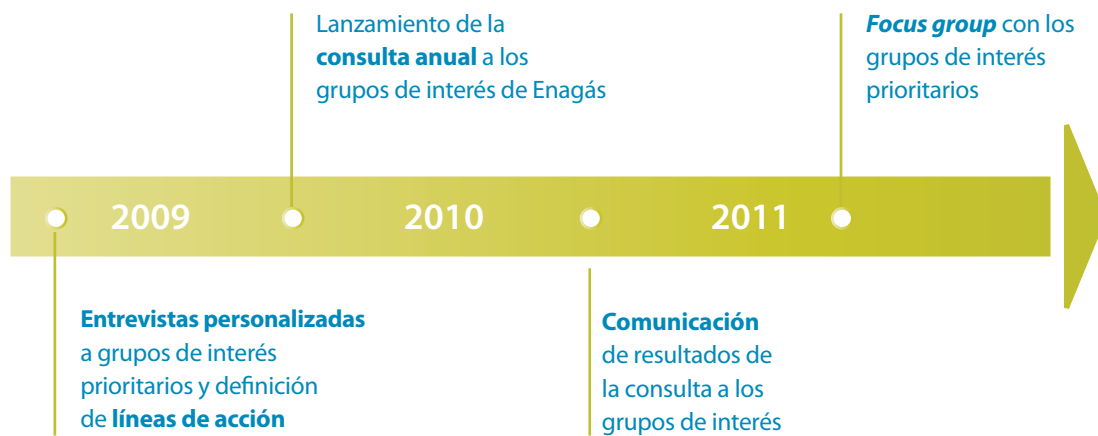 Lanzamiento de la
consulta anual a los
grupos de interés de Enagás
Focus group con los
grupos de interés
prioritarios
2009
2010
2011
Entrevistas personalizadas
a grupos de interés
prioritarios y definición
de líneas de acción
Comunicación
de resultados de
la consulta a los
grupos de interés